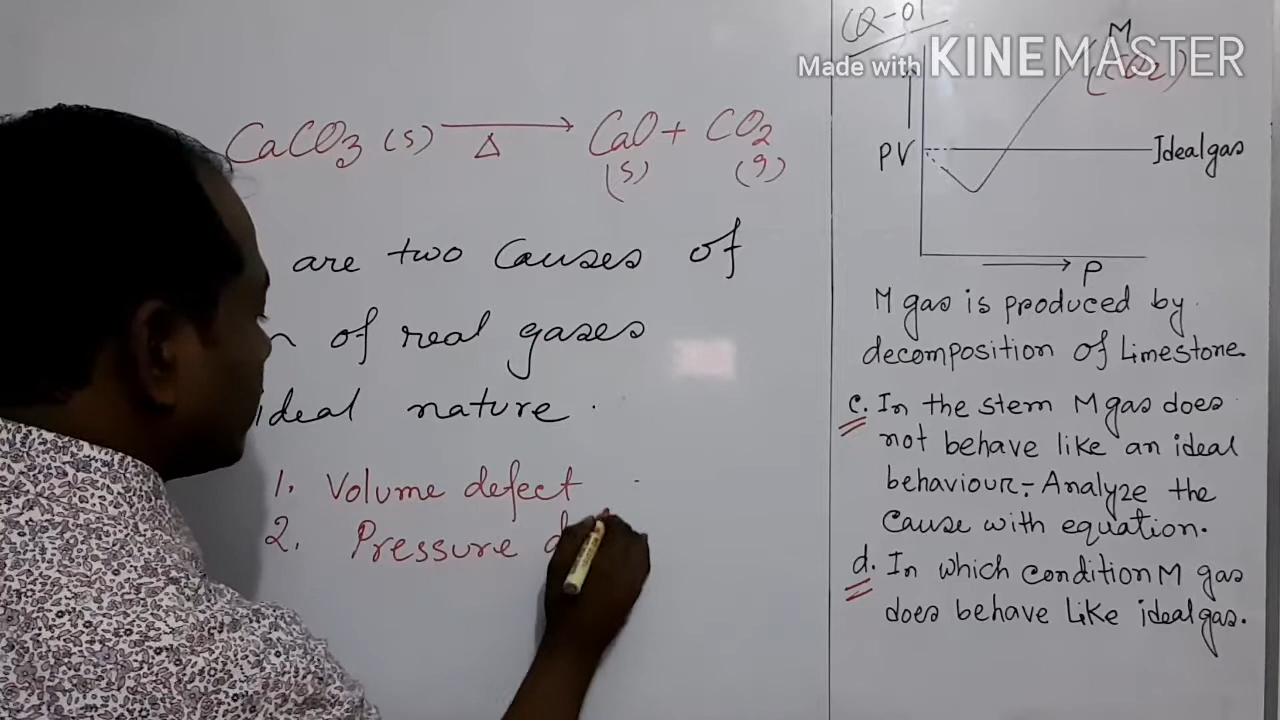 CaCO3 (s) → CaO + CO2
Δ
(s) (g)
are two Causes of
of real gases
ideal nature.
1. Volume defect
2. Pressure d
CQ-01
Made with KINEMASTER
M
(CO2)
PV
Ideal gas
P
M gas is produced by
decomposition of Limestone.
c. In the stem M gas does
not behave like an ideal
behaviour:- Analyze the
Cause with equation.
d. In which condition M gas
does behave like ideal gas.